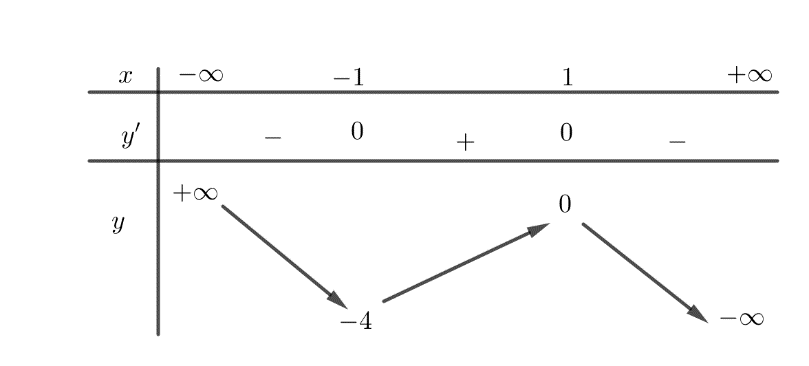 x −∞ −1 1 +∞
y′ − 0 + 0 −
+∞ 0
y
−4 −∞